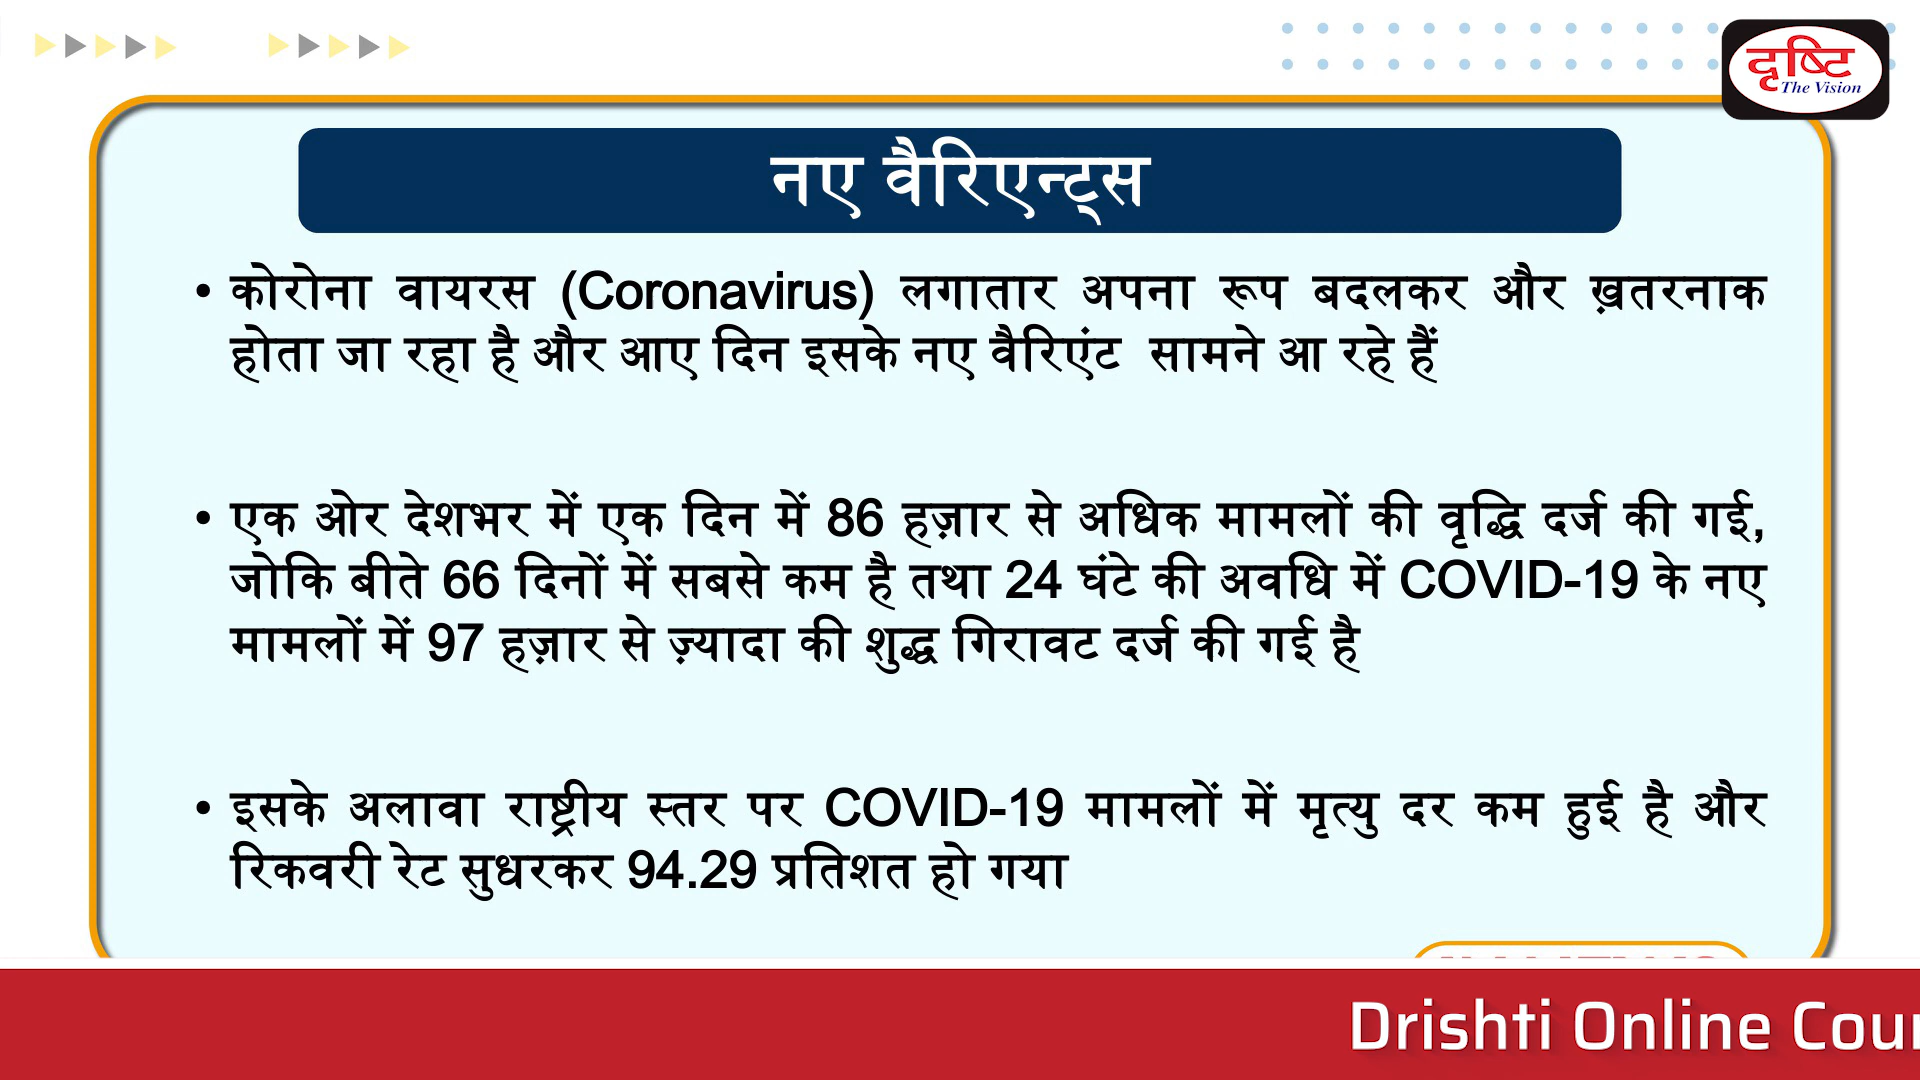 दृष्टि
The Vision
नए वैरिएन्ट्स
• कोरोना वायरस (Coronavirus) लगातार अपना रूप बदलकर और ख़तरनाक
होता जा रहा है और आए दिन इसके नए वैरिएंट सामने आ रहे हैं
• एक ओर देशभर में एक दिन में 86 हज़ार से अधिक मामलों की वृद्धि दर्ज की गई,
जोकि बीते 66 दिनों में सबसे कम है तथा 24 घंटे की अवधि में COVID-19 के नए
मामलों में 97 हज़ार से ज़्यादा की शुद्ध गिरावट दर्ज की गई है
• इसके अलावा राष्ट्रीय स्तर पर COVID-19 मामलों में मृत्यु दर कम हुई है और
रिकवरी रेट सुधरकर 94.29 प्रतिशत हो गया
Drishti Online